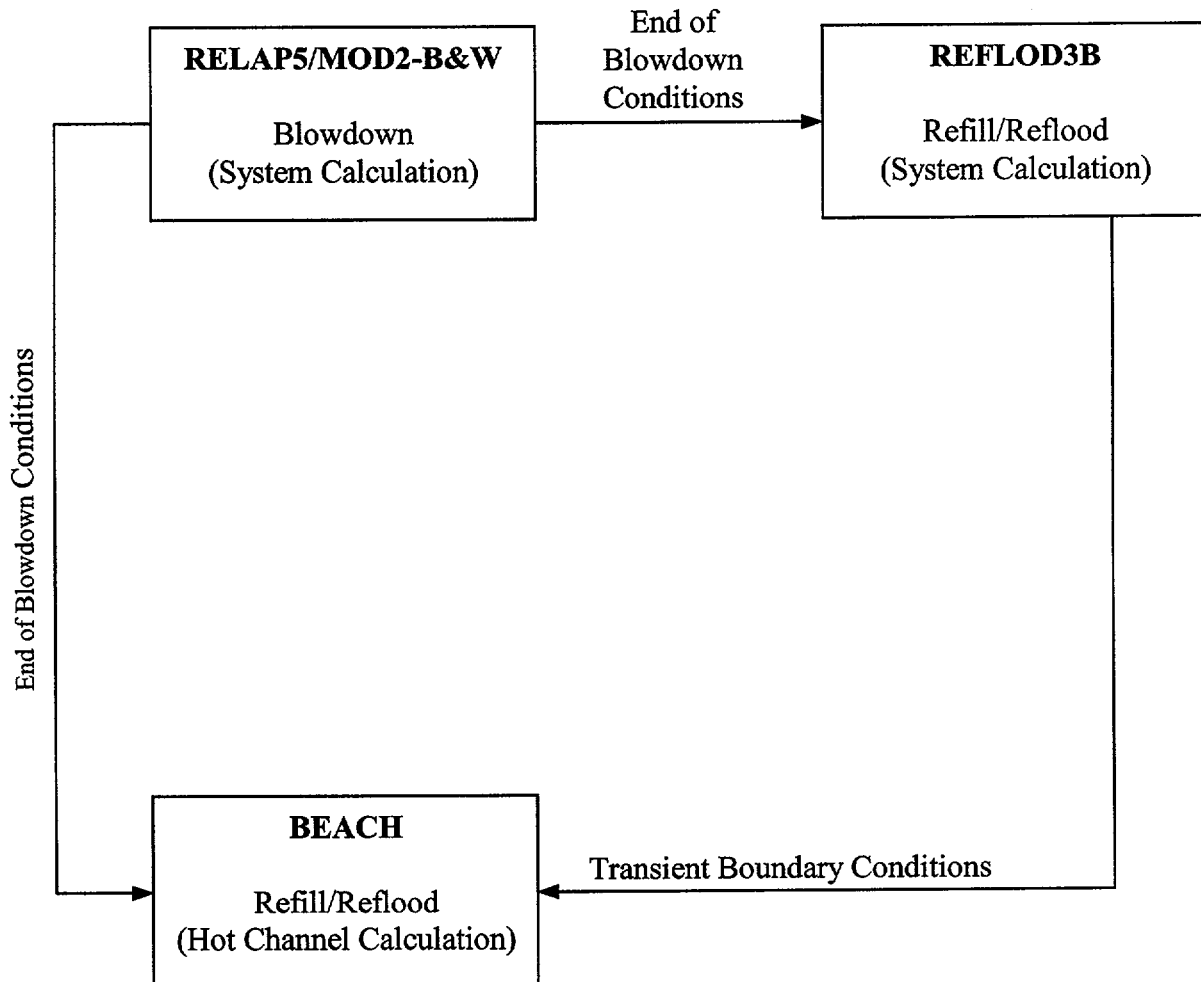 RELAP5/MOD2-B&W
Blowdown
(System Calculation)
End of
Blowdown
Conditions
REFLOD3B
Refill/Reflood
(System Calculation)
End of Blowdown Conditions
BEACH
Refill/Reflood
(Hot Channel Calculation)
Transient Boundary Conditions